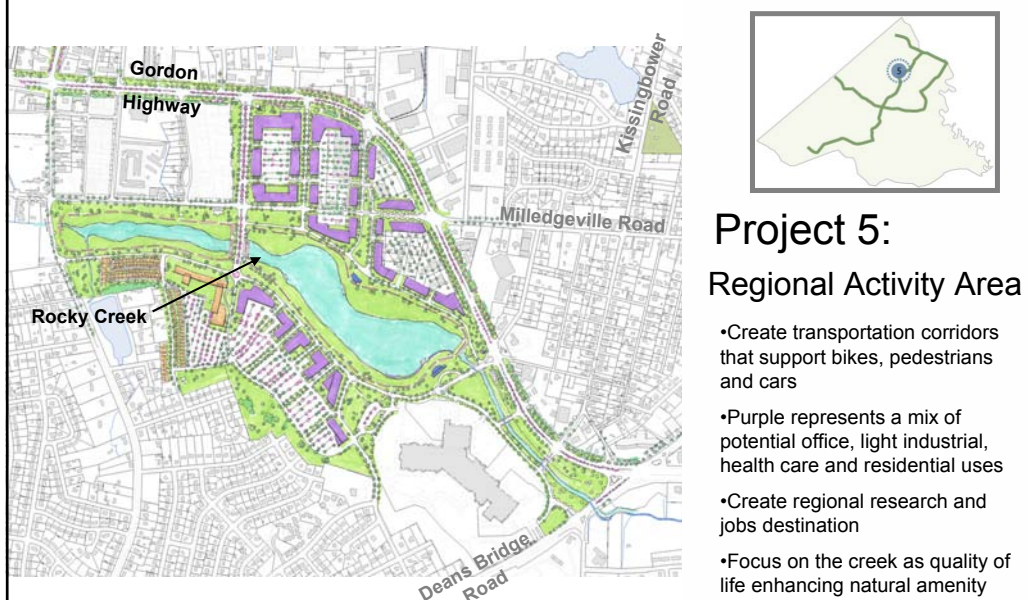 Gordon
Highway
Kissingbower
Road
Milledgeville Road
Rocky Creek
Deans Bridge
Road
5
Project 5:
Regional Activity Area
•Create transportation corridors
that support bikes, pedestrians
and cars
•Purple represents a mix of
potential office, light industrial,
health care and residential uses
•Create regional research and
jobs destination
•Focus on the creek as quality of
life enhancing natural amenity